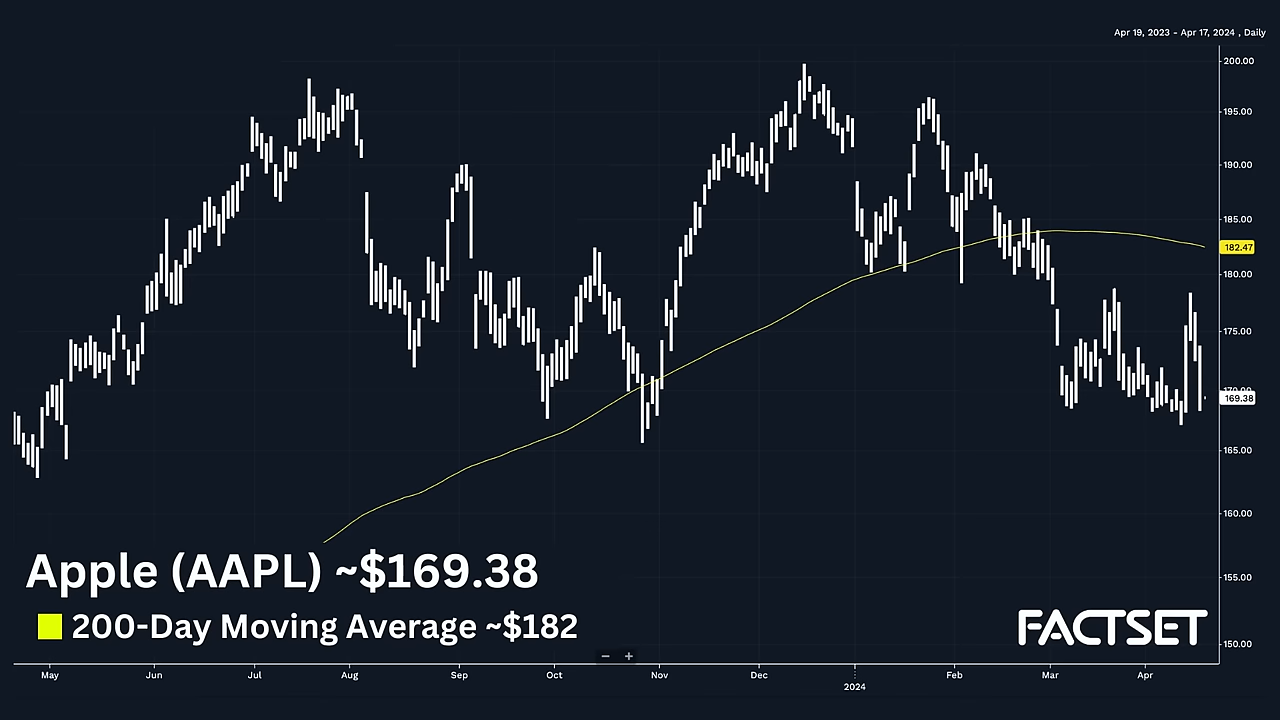 Apr 19, 2023 - Apr 17, 2024 , Daily
200.00
195.00
190.00
185.00
182.47
180.00
175.00
170.00
169.38
165.00
160.00
155.00
150.00
Apple (AAPL) ~$169.38
200-Day Moving Average ~$182
FACTSET
− +
May Jun Jul Aug Sep Oct Nov Dec 2024 Feb Mar Apr